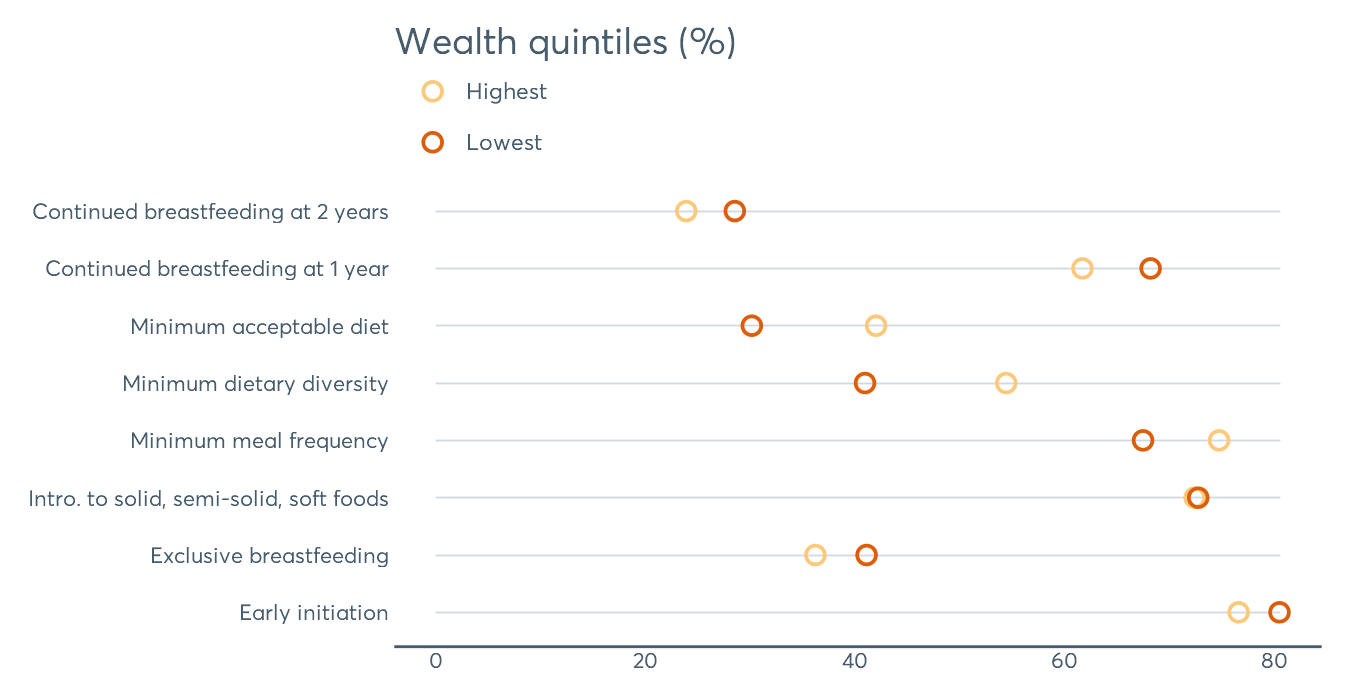 Wealth quintiles (%)
Highest
Lowest
Continued breastfeeding at 2 years
Continued breastfeeding at 1 year
Minimum acceptable diet
Minimum dietary diversity
Minimum meal frequency
Intro. to solid, semi-solid, soft foods
Exclusive breastfeeding
Early initiation
0 20 40 60 80